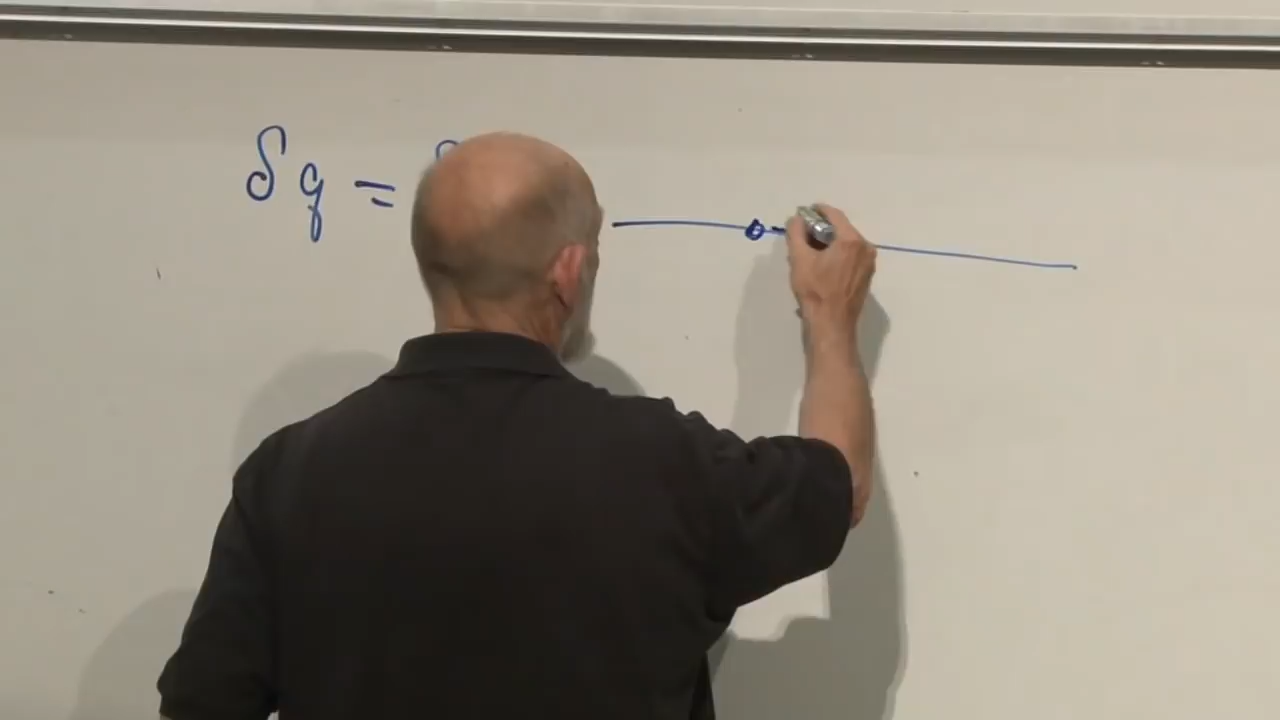 δq =